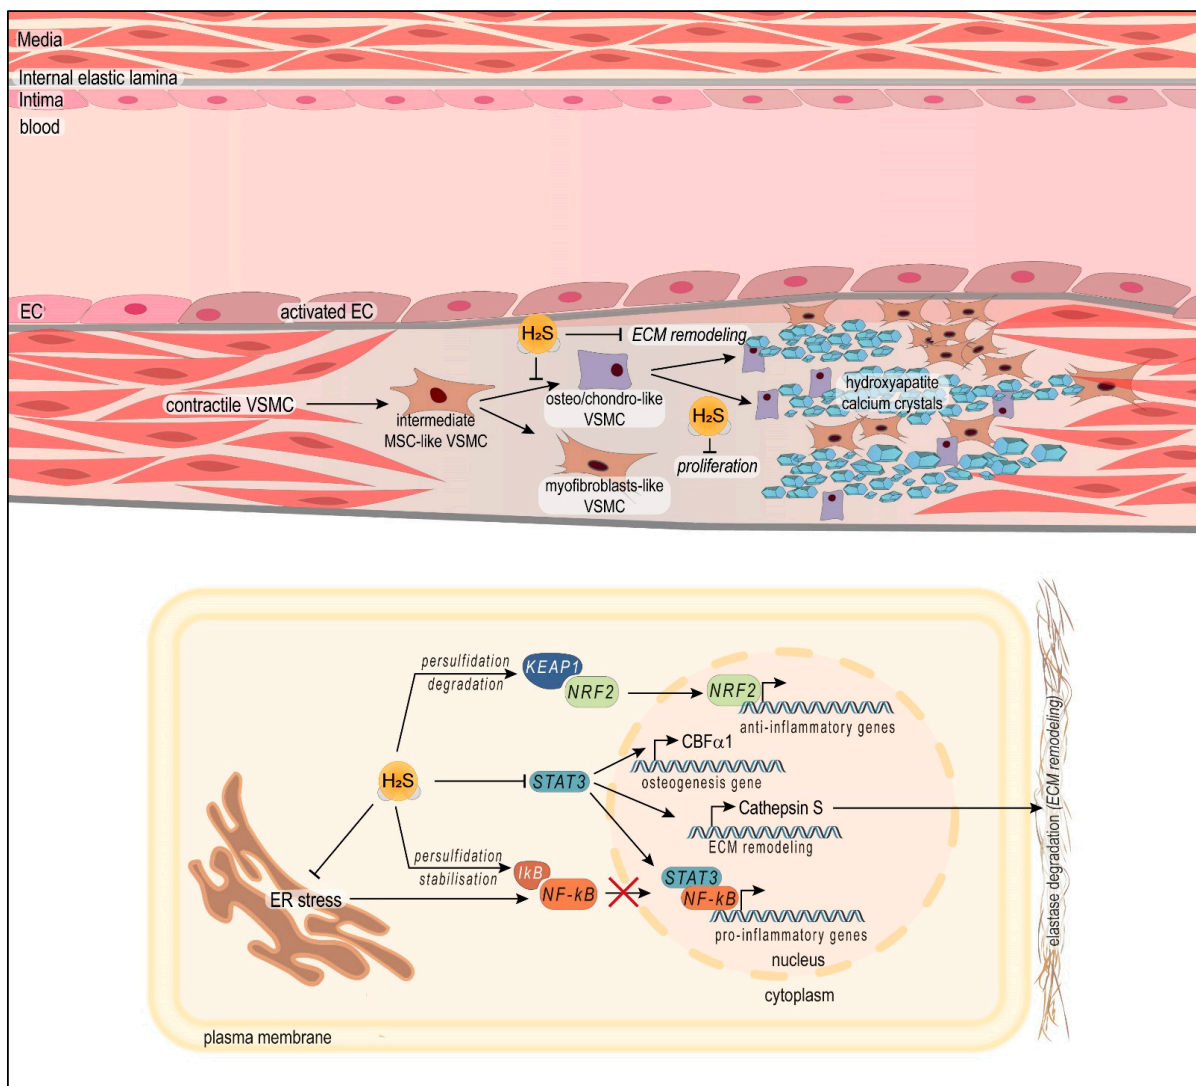 Media
Internal elastic lamina
Intima
blood
EC
activated EC
H₂S
ECM remodeling
contractile VSMC
intermediate
MSC-like VSMC
osteo/chondro-like
VSMC
H₂S
proliferation
myofibroblasts-like
VSMC
hydroxyapatite
calcium crystals
persulfidation
degradation
KEAP1
NRF2
NRF2
anti-inflammatory genes
CBFα1
osteogenesis gene
H₂S
STAT3
Cathepsin S
ECM remodeling
persulfidation
stabilisation
IkB
NF-kB
ER stress
STAT3
NF-kB
pro-inflammatory genes
nucleus
cytoplasm
plasma membrane
elastase degradation (ECM remodeling)